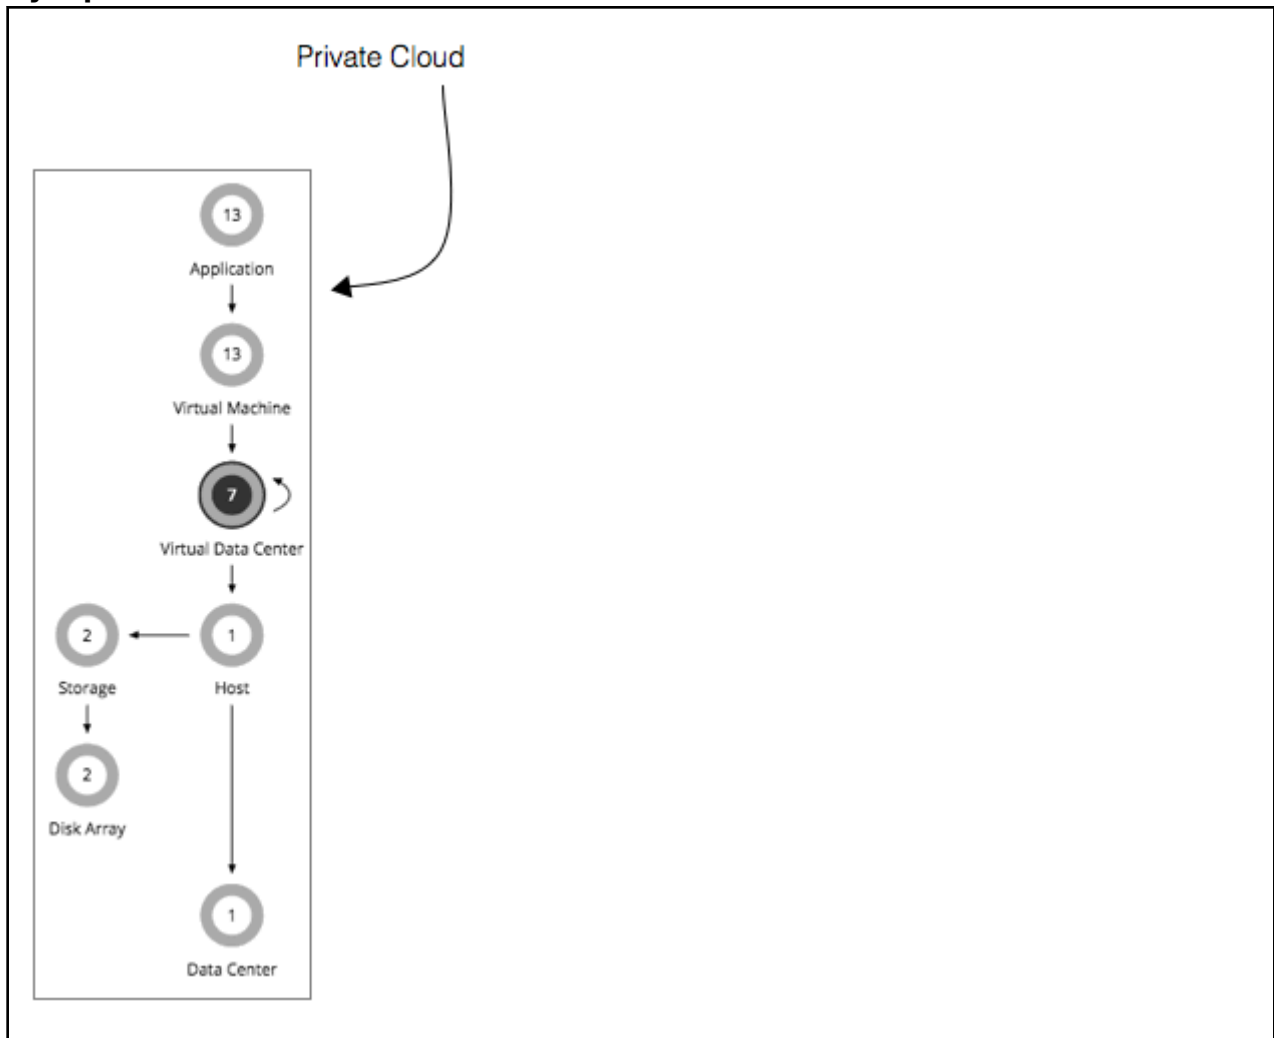 Private Cloud
13
Application
13
Virtual Machine
7
Virtual Data Center
2
1
Storage
Host
2
Disk Array
1
Data Center